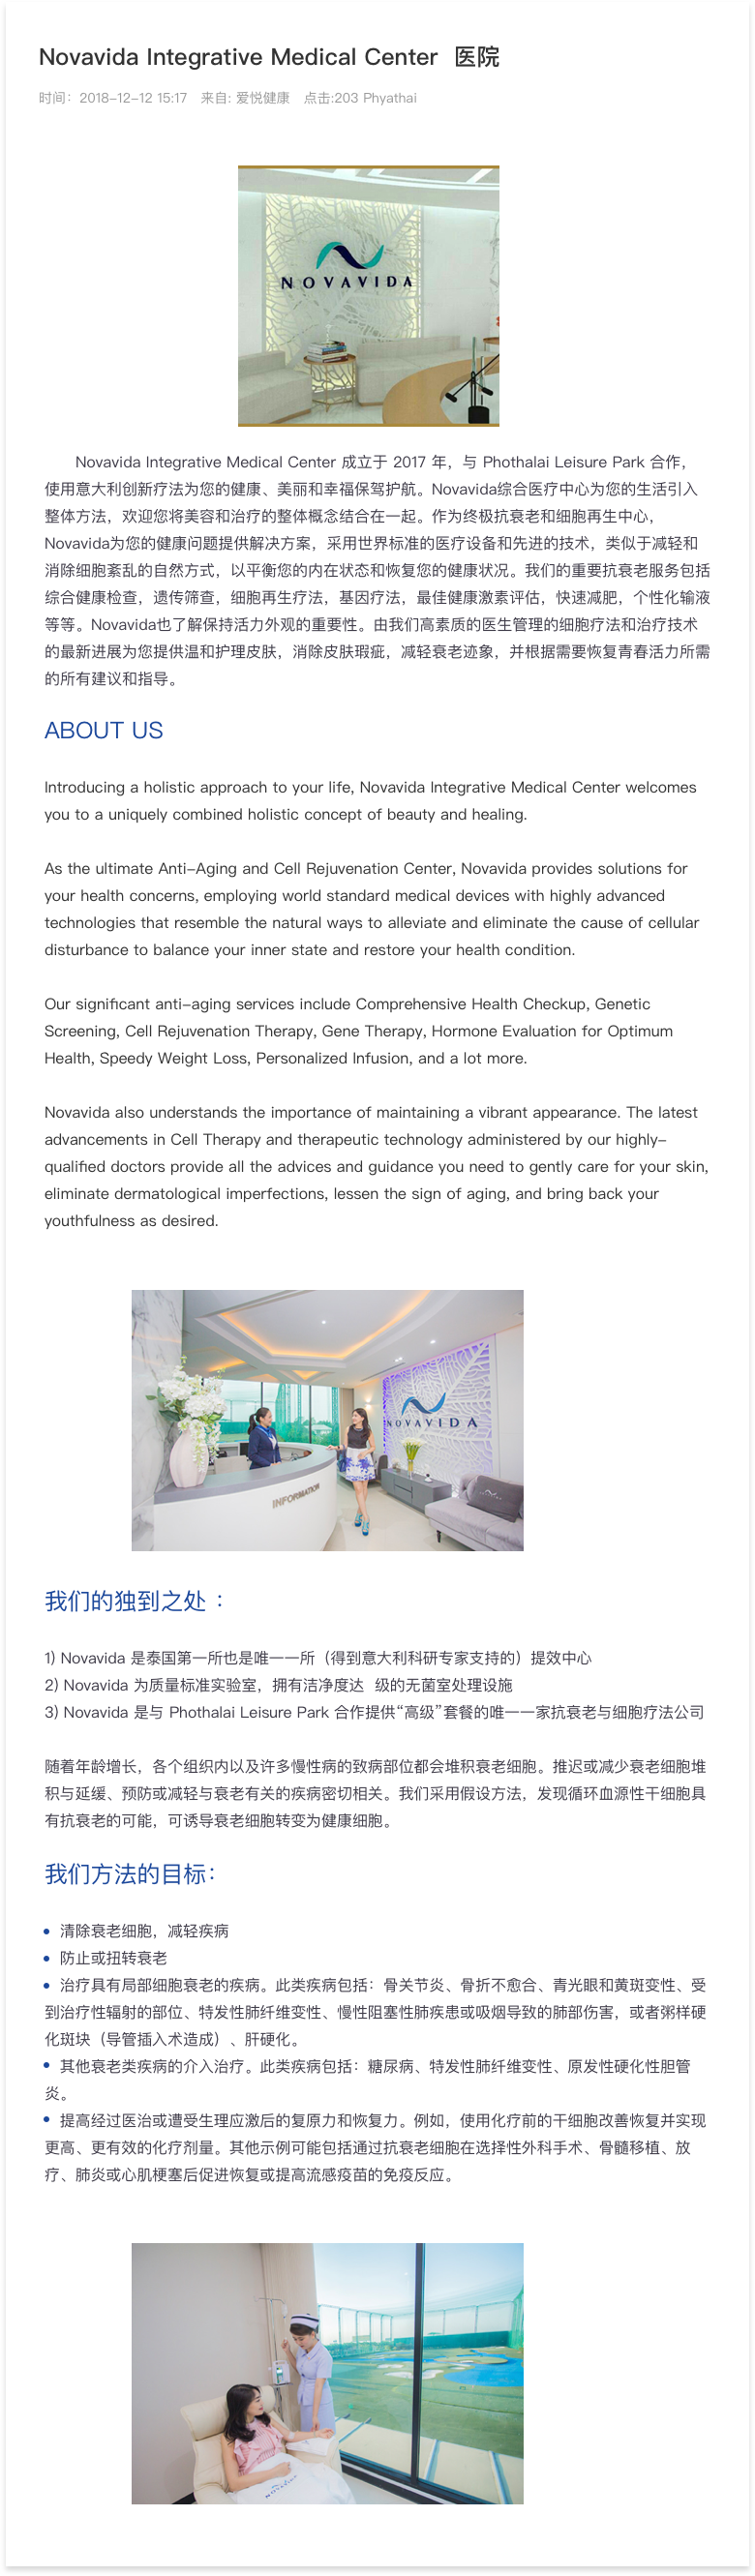 Novavida Integrative Medical Center 医院
时间：2018-12-12 15:17 来自: 爱悦健康 点击:203 Phyathai
NOVAVIDA
Novavida Integrative Medical Center 成立于 2017 年，与 Phothalai Leisure Park 合作，
使用意大利创新疗法为您的健康、美丽和幸福保驾护航。Novavida综合医疗中心为您的生活引入
整体方法，欢迎您将美容和治疗的整体概念结合在一起。作为终极抗衰老和细胞再生中心，
Novavida为您的健康问题提供解决方案，采用世界标准的医疗设备和先进的技术，类似于减轻和
消除细胞紊乱的自然方式，以平衡您的内在状态和恢复您的健康状况。我们的重要抗衰老服务包括
综合健康检查，遗传筛查，细胞再生疗法，基因疗法，最佳健康激素评估，快速减肥，个性化输液
等等。Novavida也了解保持活力外观的重要性。由我们高素质的医生管理的细胞疗法和治疗技术
的最新进展为您提供温和护理皮肤，消除皮肤瑕疵，减轻衰老迹象，并根据需要恢复青春活力所需
的所有建议和指导。
ABOUT US
Introducing a holistic approach to your life, Novavida Integrative Medical Center welcomes
you to a uniquely combined holistic concept of beauty and healing.
As the ultimate Anti-Aging and Cell Rejuvenation Center, Novavida provides solutions for
your health concerns, employing world standard medical devices with highly advanced
technologies that resemble the natural ways to alleviate and eliminate the cause of cellular
disturbance to balance your inner state and restore your health condition.
Our significant anti-aging services include Comprehensive Health Checkup, Genetic
Screening, Cell Rejuvenation Therapy, Gene Therapy, Hormone Evaluation for Optimum
Health, Speedy Weight Loss, Personalized Infusion, and a lot more.
Novavida also understands the importance of maintaining a vibrant appearance. The latest
advancements in Cell Therapy and therapeutic technology administered by our highly-
qualified doctors provide all the advices and guidance you need to gently care for your skin,
eliminate dermatological imperfections, lessen the sign of aging, and bring back your
youthfulness as desired.
NOVAVIDA
INFORMATION
我们的独到之处 ：
1) Novavida 是泰国第一所也是唯一一所（得到意大利科研专家支持的）提效中心
2) Novavida 为质量标准实验室，拥有洁净度达 级的无菌室处理设施
3) Novavida 是与 Phothalai Leisure Park 合作提供“高级”套餐的唯一一家抗衰老与细胞疗法公司
随着年龄增长，各个组织内以及许多慢性病的致病部位都会堆积衰老细胞。推迟或减少衰老细胞堆
积与延缓、预防或减轻与衰老有关的疾病密切相关。我们采用假设方法，发现循环血源性干细胞具
有抗衰老的可能，可诱导衰老细胞转变为健康细胞。
我们方法的目标：
• 清除衰老细胞，减轻疾病
• 防止或扭转衰老
• 治疗具有局部细胞衰老的疾病。此类疾病包括：骨关节炎、骨折不愈合、青光眼和黄斑变性、受
到治疗性辐射的部位、特发性肺纤维变性、慢性阻塞性肺疾患或吸烟导致的肺部伤害，或者粥样硬
化斑块（导管插入术造成）、肝硬化。
• 其他衰老类疾病的介入治疗。此类疾病包括：糖尿病、特发性肺纤维变性、原发性硬化性胆管
炎。
• 提高经过医治或遭受生理应激后的复原力和恢复力。例如，使用化疗前的干细胞改善恢复并实现
更高、更有效的化疗剂量。其他示例可能包括通过抗衰老细胞在选择性外科手术、骨髓移植、放
疗、肺炎或心肌梗塞后促进恢复或提高流感疫苗的免疫反应。